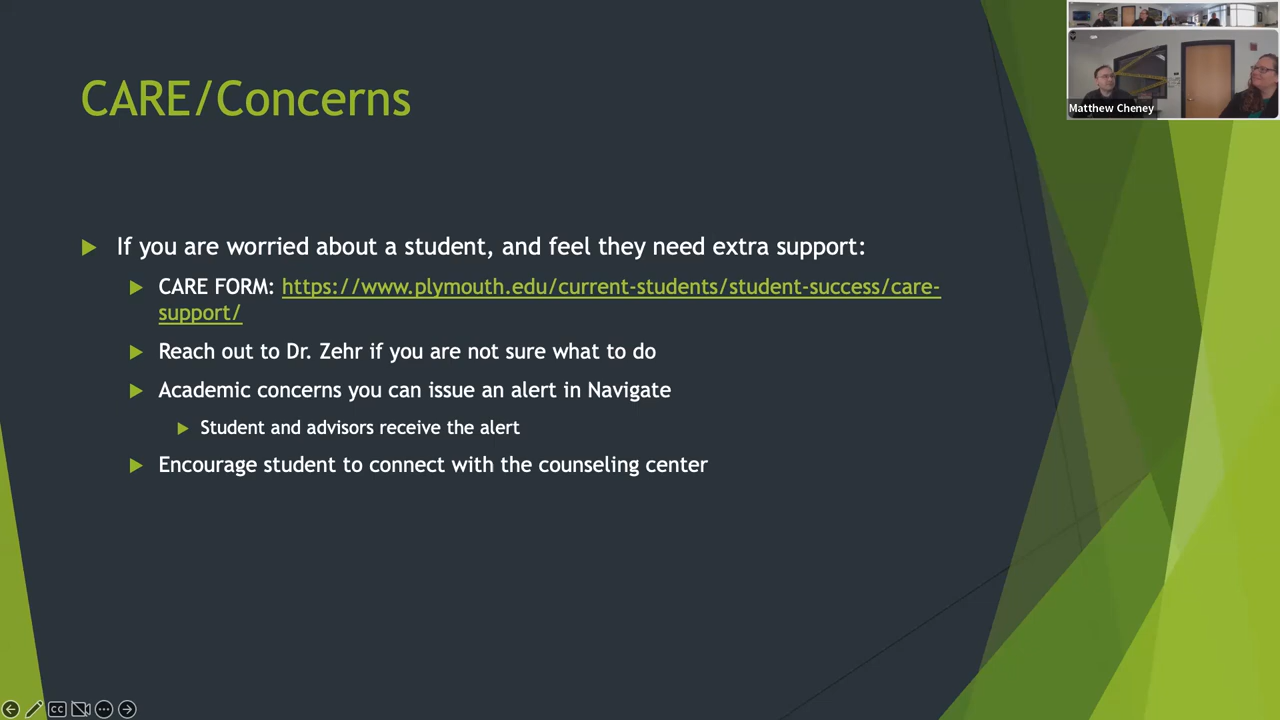 CARE/Concerns
If you are worried about a student, and feel they need extra support:
CARE FORM: https://www.plymouth.edu/current-students/student-success/care-
support/
Reach out to Dr. Zehr if you are not sure what to do
Academic concerns you can issue an alert in Navigate
Student and advisors receive the alert
Encourage student to connect with the counseling center
Matthew Cheney
CC